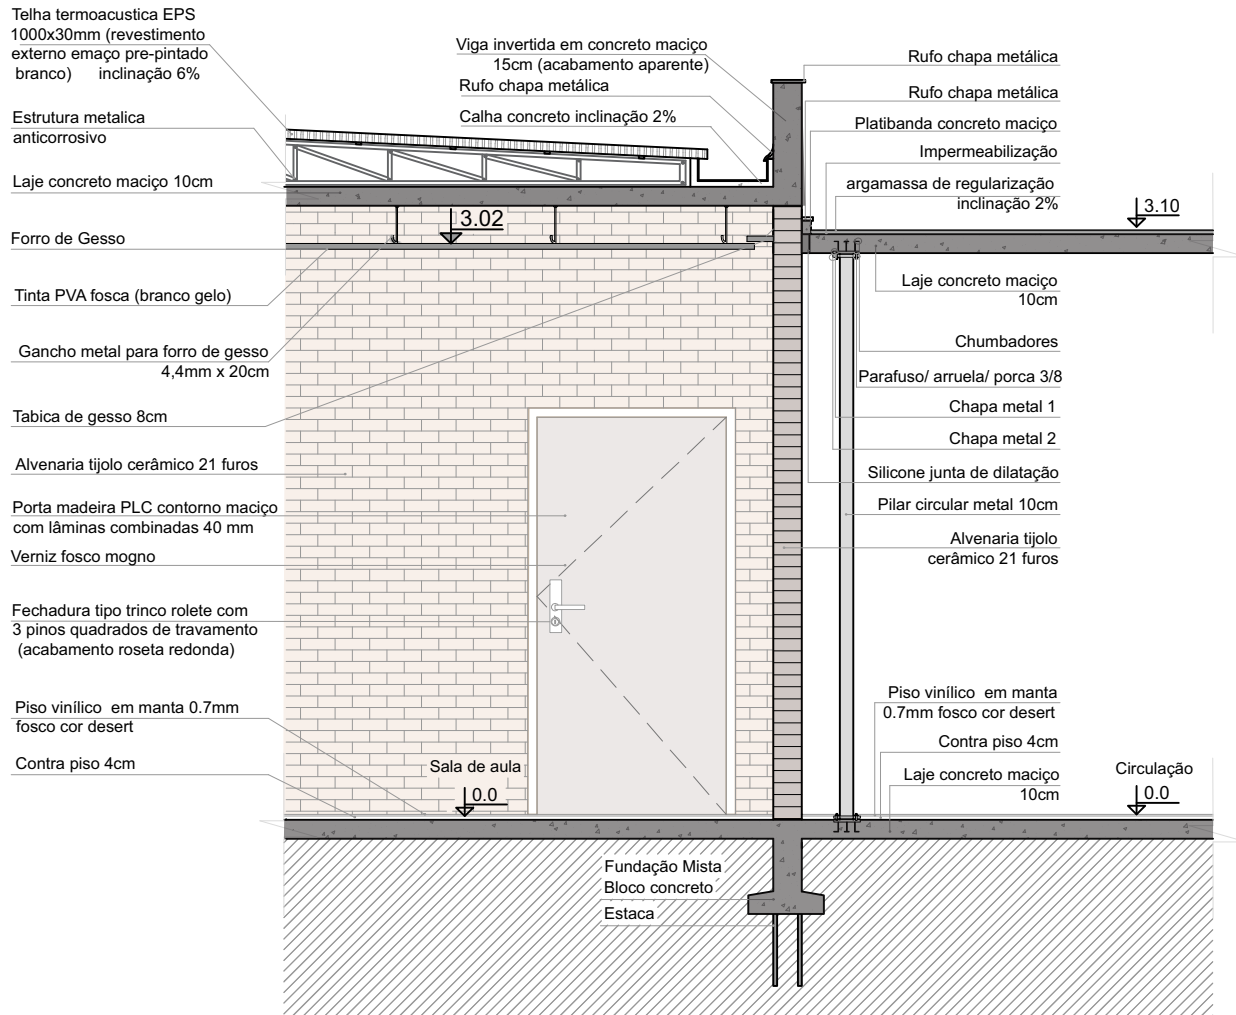 Telha termoacustica EPS
1000x30mm (revestimento
externo emaço pre-pintado
branco) inclinação 6%
Estrutura metalica
anticorrosivo
Laje concreto maciço 10cm
Forro de Gesso
Tinta PVA fosca (branco gelo)
Gancho metal para forro de gesso
4,4mm x 20cm
Tabica de gesso 8cm
Alvenaria tijolo cerâmico 21 furos
Porta madeira PLC contorno maciço
com lâminas combinadas 40 mm
Verniz fosco mogno
Fechadura tipo trinco rolete com
3 pinos quadrados de travamento
(acabamento roseta redonda)
Piso vinílico em manta 0.7mm
fosco cor desert
Contra piso 4cm
Viga invertida em concreto maciço
15cm (acabamento aparente)
Rufo chapa metálica
Calha concreto inclinação 2%
3.02
Sala de aula
0.0
Fundação Mista
Bloco concreto
Estaca
Rufo chapa metálica
Rufo chapa metálica
Platibanda concreto maciço
Impermeabilização
argamassa de regularização
inclinação 2%
3.10
Laje concreto maciço
10cm
Chumbadores
Parafuso/ arruela/ porca 3/8
Chapa metal 1
Chapa metal 2
Silicone junta de dilatação
Pilar circular metal 10cm
Alvenaria tijolo
cerâmico 21 furos
Piso vinílico em manta
0.7mm fosco cor desert
Contra piso 4cm
Laje concreto maciço
10cm
Circulação
0.0